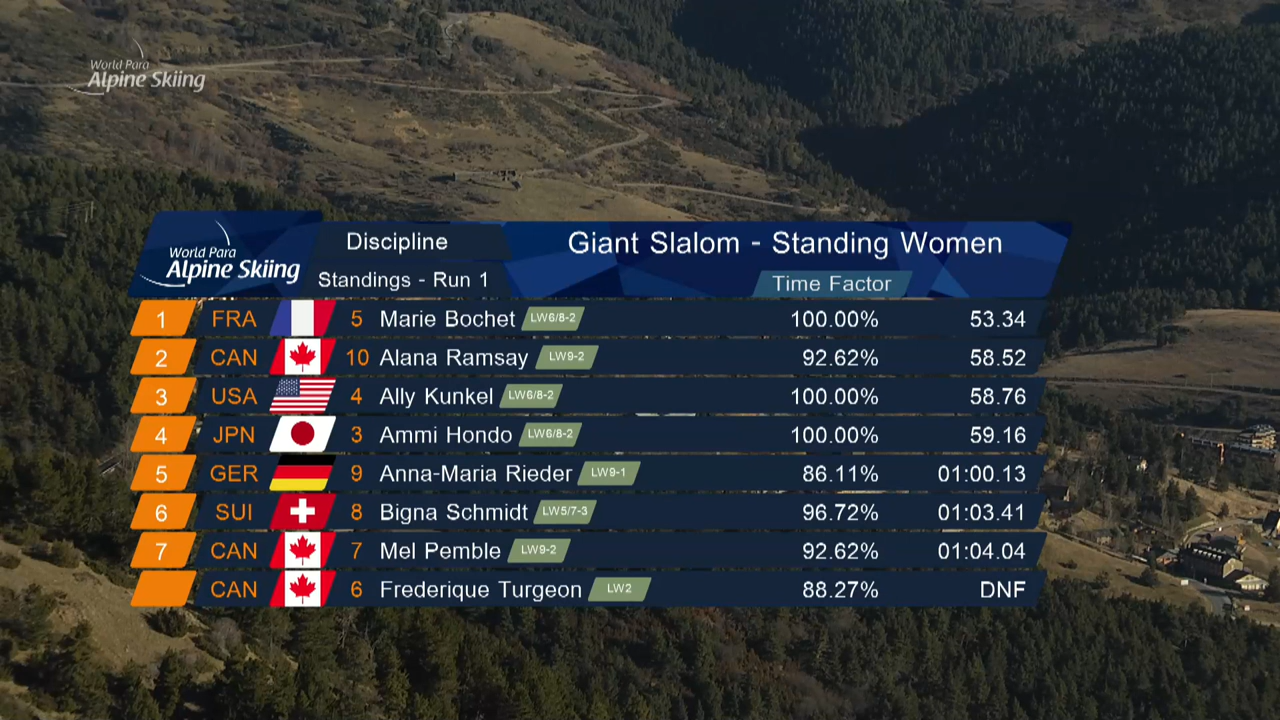 World Para
Alpine Skiing
World Para
Alpine Skiing
Discipline
Standings - Run 1
Giant Slalom - Standing Women
Time Factor
1 FRA 5 Marie Bochet LW6/8-2 100.00% 53.34
2 CAN 10 Alana Ramsay LW9-2 92.62% 58.52
3 USA 4 Ally Kunkel LW6/8-2 100.00% 58.76
4 JPN 3 Ammi Hondo LW6/8-2 100.00% 59.16
5 GER 9 Anna-Maria Rieder LW9-1 86.11% 01:00.13
6 SUI 8 Bigna Schmidt LW5/7-3 96.72% 01:03.41
7 CAN 7 Mel Pemble LW9-2 92.62% 01:04.04
CAN 6 Frederique Turgeon LW2 88.27% DNF